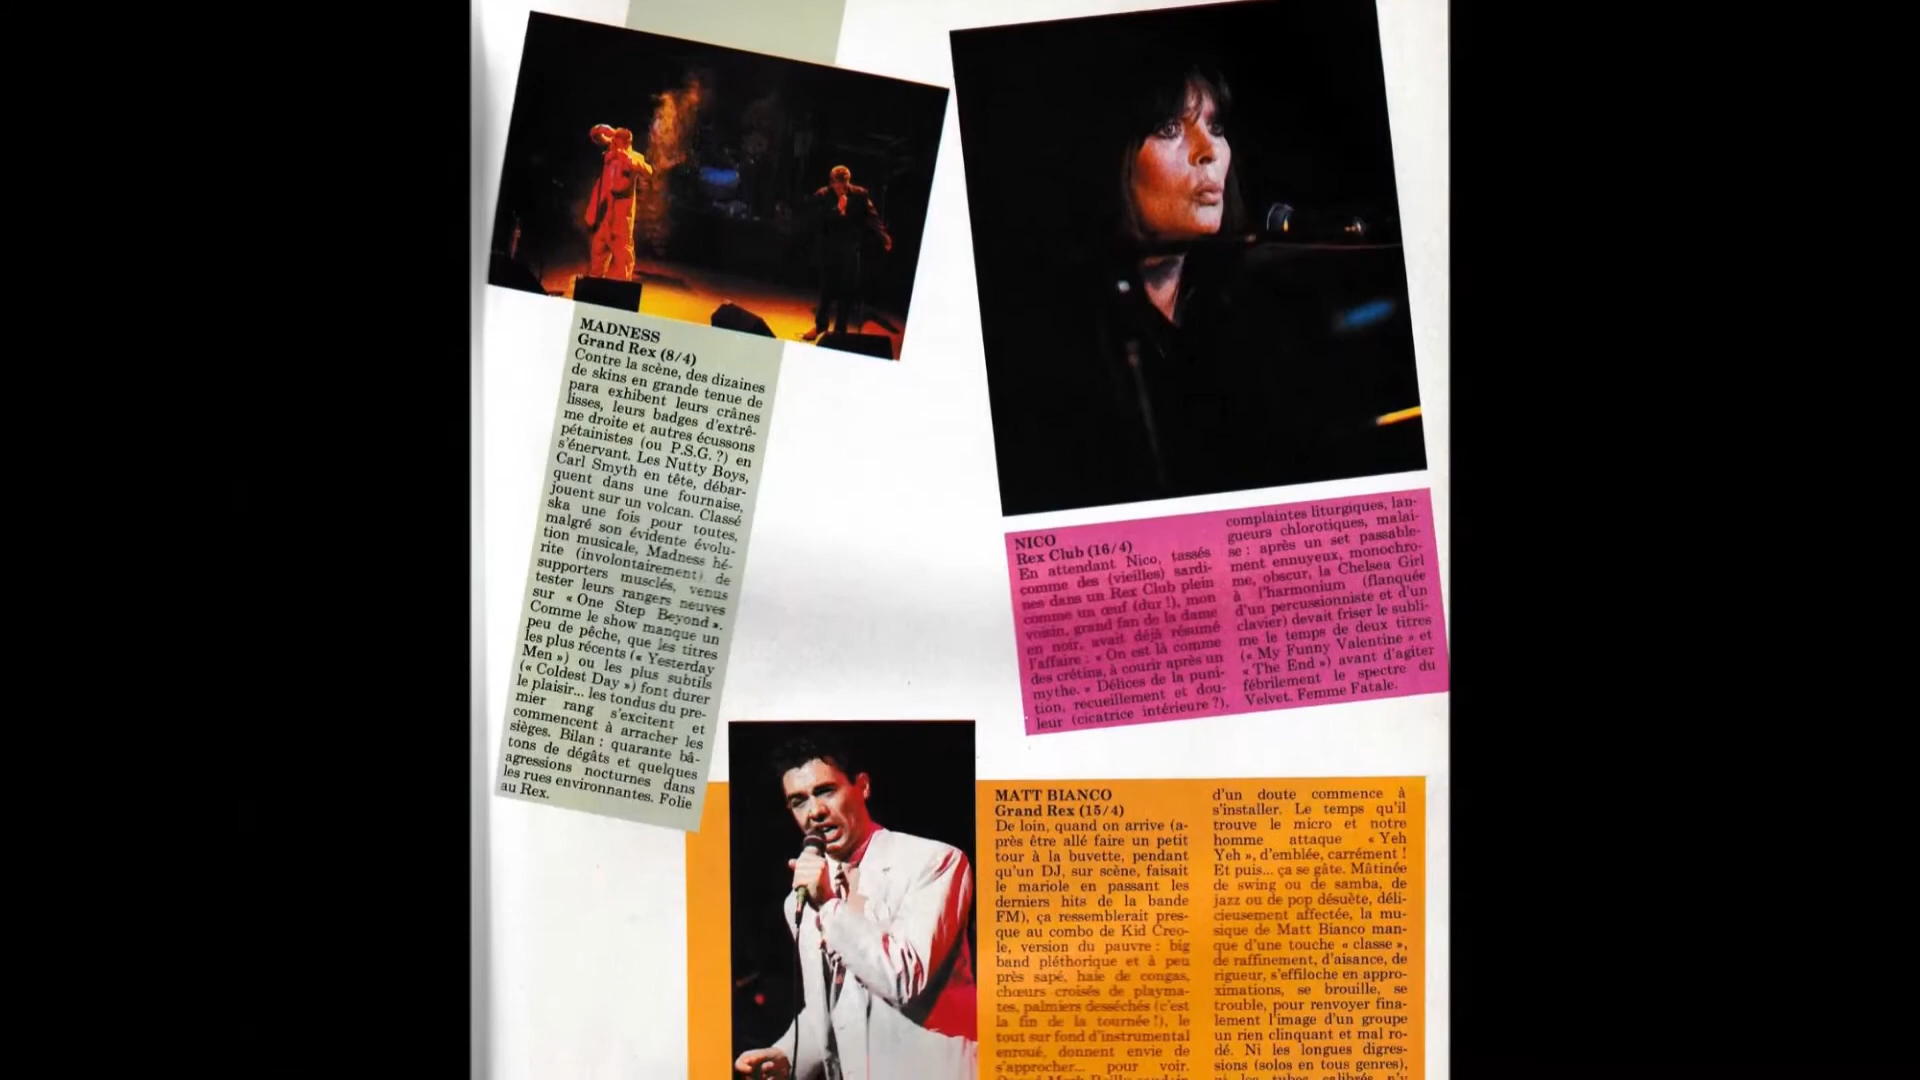 MADNESS
Grand Rex (8/4)
Contre la scène, des dizaines
de skins en grande tenue de
para exhibent leurs crânes
lisses, leurs badges d'extrê-
me droite et autres écussons
pétainistes (ou P.S.G. ?) en
s'énervant. Les Nutty Boys,
Carl Smyth en tête, débar-
quent dans une fournaise,
jouent sur un volcan. Classé
ska une fois pour toutes,
malgré son évidente évolu-
tion musicale, Madness hé-
rite (involontairement) de
supporters musclés, venus
tester leurs rangers neuves
sur « One Step Beyond ».
Comme le show manque un
peu de pêche, que les titres
les plus récents (« Yesterday
Men ») ou les plus subtils
(« Coldest Day ») font durer
le plaisir... les tondus du pre-
mier rang s'excitent et
commencent à arracher les
sièges. Bilan : quarante bâ-
tons de dégâts et quelques
agressions nocturnes dans
les rues environnantes. Folie
au Rex.
NICO
Rex Club (16/4)
En attendant Nico, tassés
comme des (vieilles) sardi-
nes dans un Rex Club plein
comme un œuf (dur !), mon
voisin, grand fan de la dame
en noir, avait déjà résumé
l'affaire : « On est là comme
des crétins, à courir après un
mythe. » Délices de la puni-
tion, recueillement et dou-
leur (cicatrice intérieure ?),
complaintes liturgiques, lan-
gueurs chlorotiques, malai-
se : après un set passable-
ment ennuyeux, monochro-
me, obscur, la Chelsea Girl
à l'harmonium (flanquée
d'un percussionniste et d'un
clavier) devait friser le subli-
me le temps de deux titres
(« My Funny Valentine » et
« The End ») avant d'agiter
fébrilement le spectre du
Velvet. Femme Fatale.
MATT BIANCO
Grand Rex (15/4)
De loin, quand on arrive (a-
près être allé faire un petit
tour à la buvette, pendant
qu'un DJ, sur scène, faisait
le mariole en passant les
derniers hits de la bande
FM), ça ressemblerait pres-
que au combo de Kid Creo-
le, version du pauvre : big
band pléthorique et à peu
près sapé, haie de congas,
chœurs croisés de playma-
tes, palmiers desséchés (c'est
la fin de la tournée !), le
tout sur fond d'instrumental
enroué, donnent envie de
s'approcher... pour voir.
d'un doute commence à
s'installer. Le temps qu'il
trouve le micro et notre
homme attaque « Yeh
Yeh », d'emblée, carrément !
Et puis... ça se gâte. Mâtinée
de swing ou de samba, de
jazz ou de pop désuète, déli-
cieusement affectée, la mu-
sique de Matt Bianco man-
que d'une touche « classe »,
de raffinement, d'aisance, de
rigueur, s'effiloche en appro-
ximations, se brouille, se
trouble, pour renvoyer fina-
lement l'image d'un groupe
un rien clinquant et mal ro-
dé. Ni les longues digres-
sions (solos en tous genres),